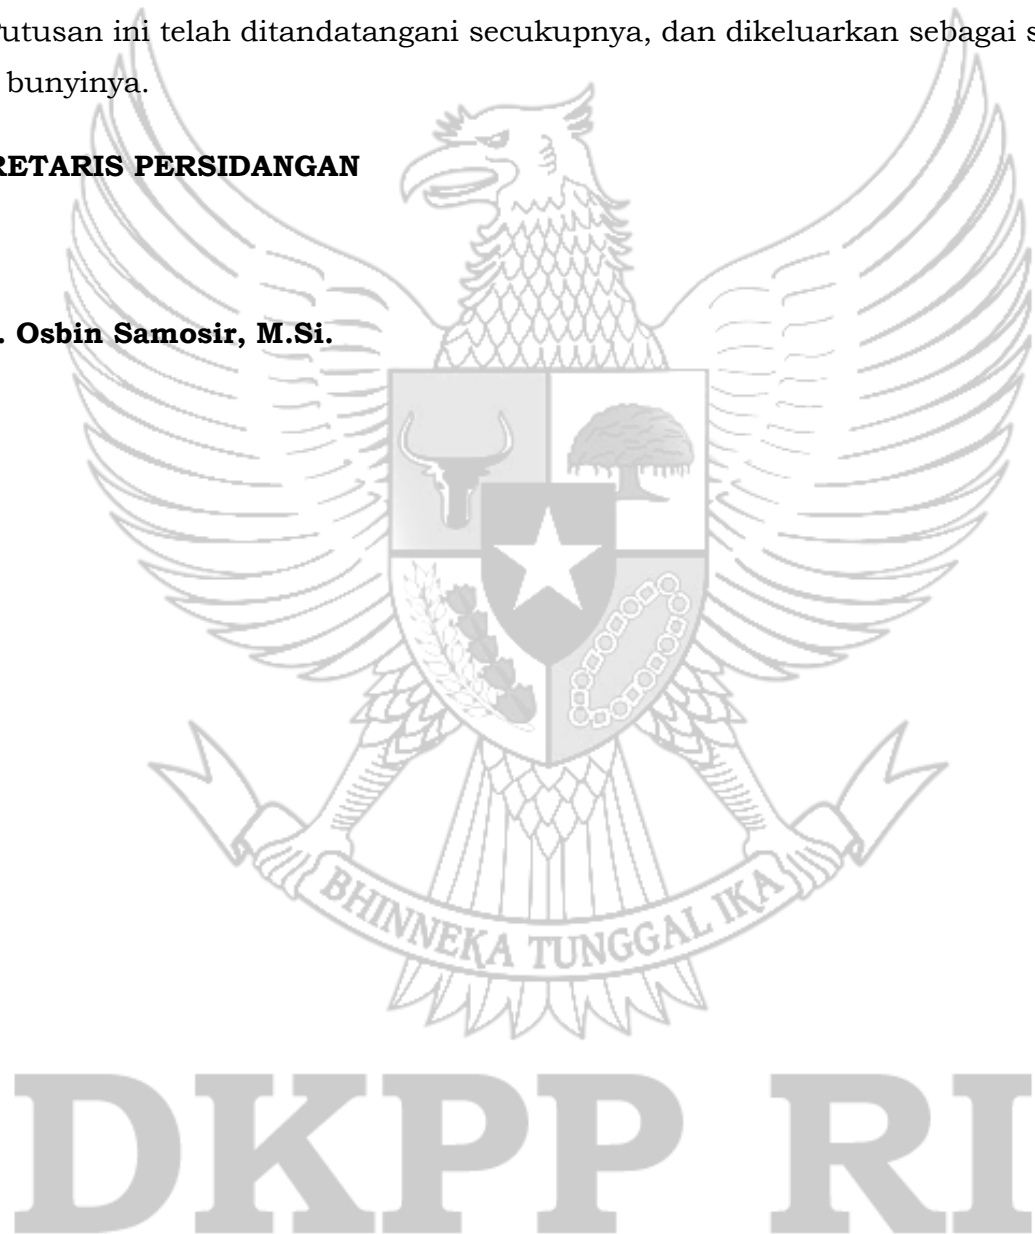 utusan ini telah ditandatangani secukupnya, dan dikeluarkan sebagai s
bunyinya.
RETARIS PERSIDANGAN
. Osbin Samosir, M.Si.
BHINNEKA TUNGGAL IKA
DKPP RI